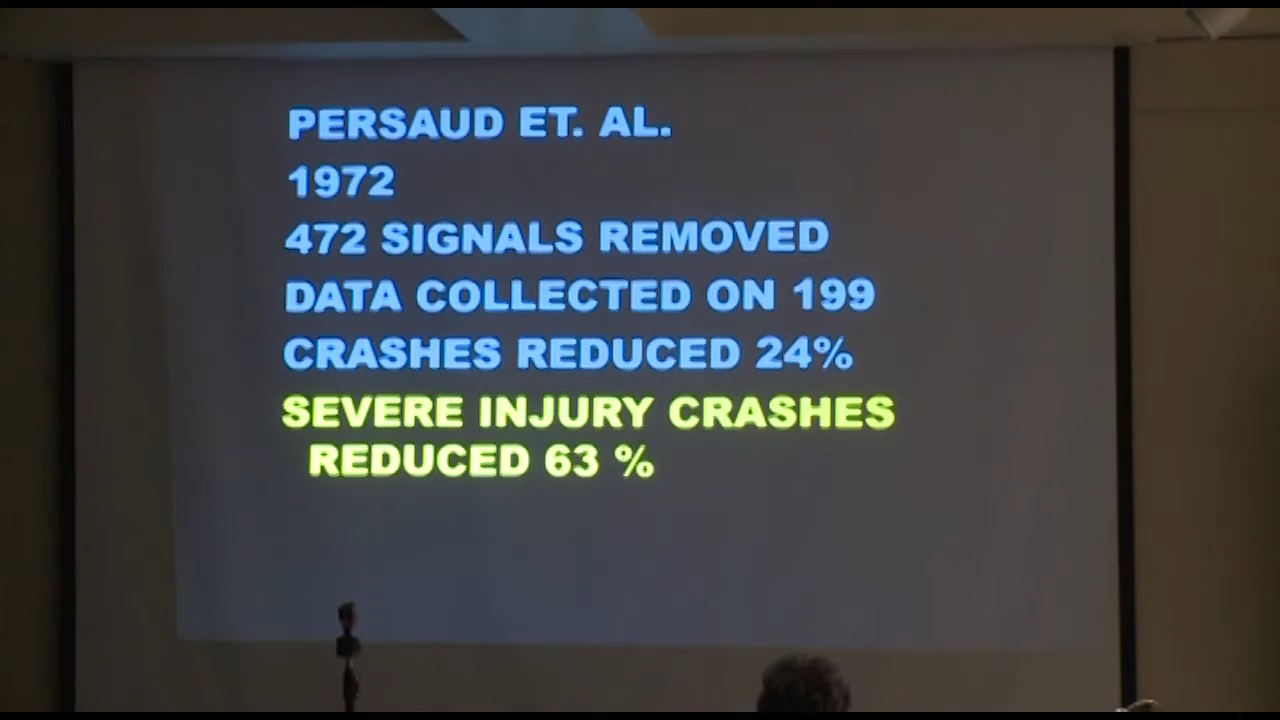 PERSAUD ET. AL.
1972
472 SIGNALS REMOVED
DATA COLLECTED ON 199
CRASHES REDUCED 24%
SEVERE INJURY CRASHES
REDUCED 63 %